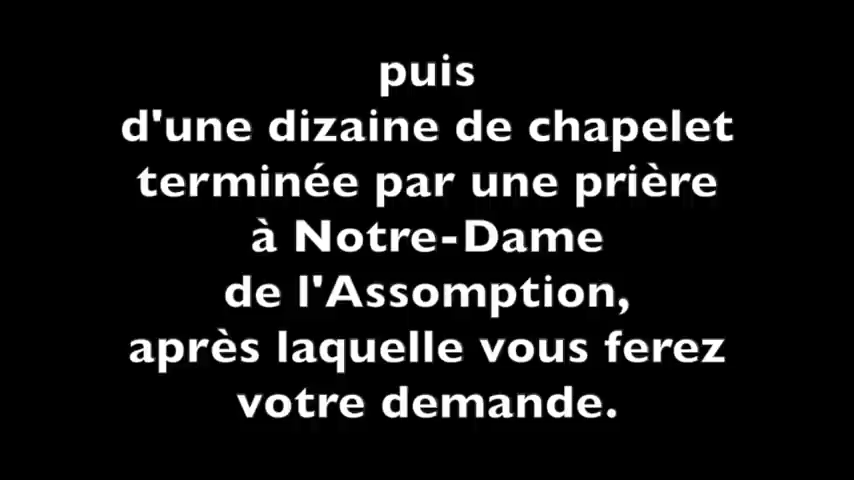 puis
d'une dizaine de chapelet
terminée par une prière
à Notre-Dame
de l'Assomption,
après laquelle vous ferez
votre demande.